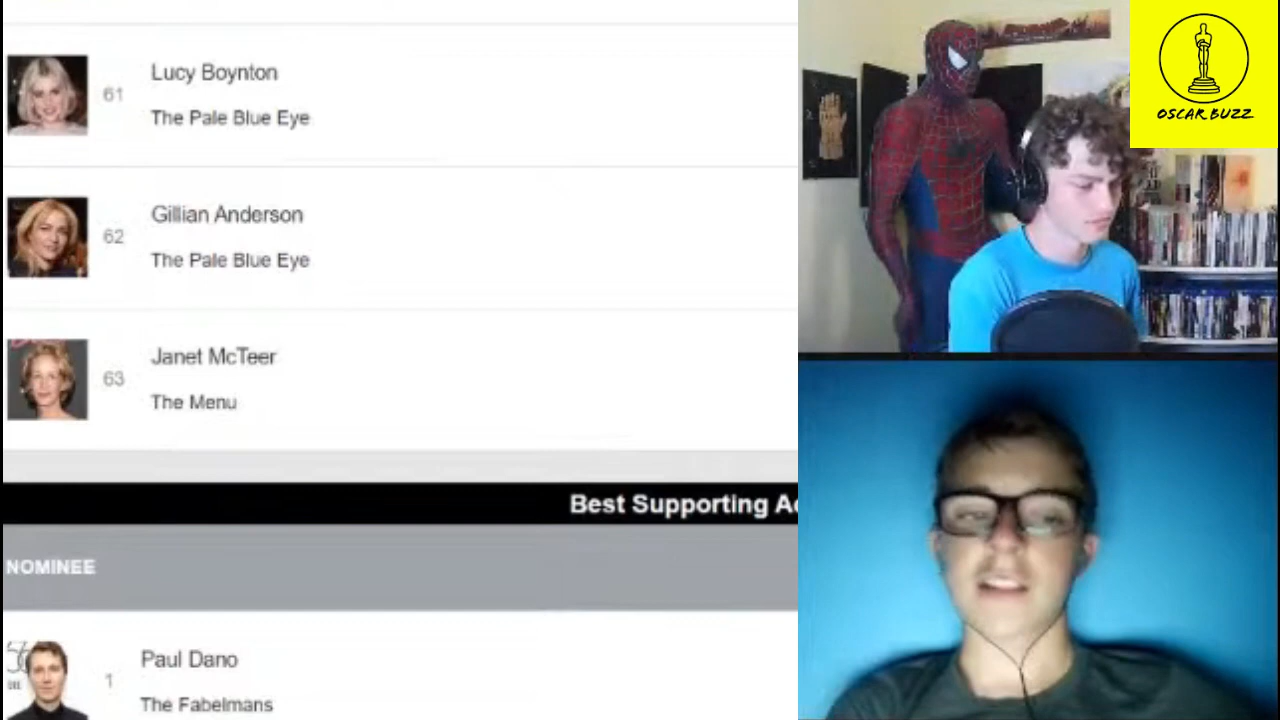 61
Lucy Boynton
The Pale Blue Eye
62
Gillian Anderson
The Pale Blue Eye
63
Janet McTeer
The Menu
Best Supporting Ac
NOMINEE
1
Paul Dano
The Fabelmans
OSCAR BUZZ